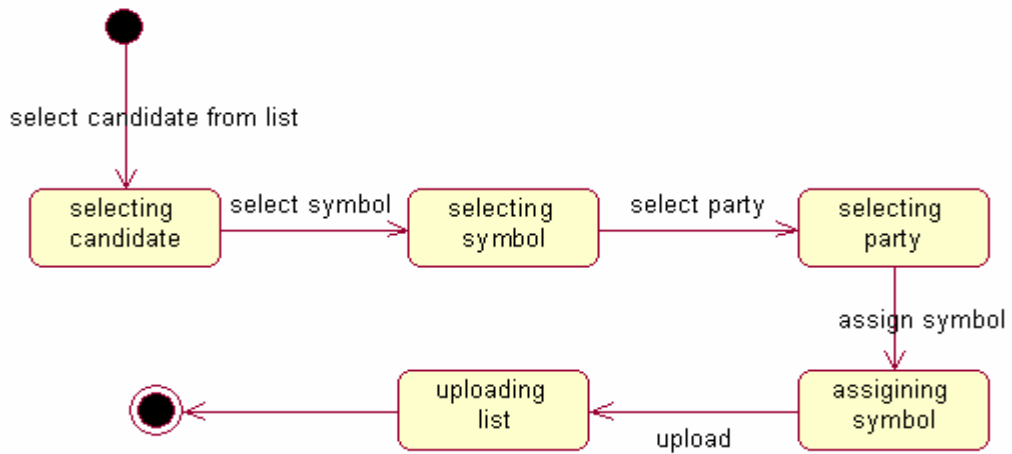 select candidate from list
selecting
candidate
select symbol
selecting
symbol
select party
selecting
party
assign symbol
assigining
symbol
upload
uploading
list